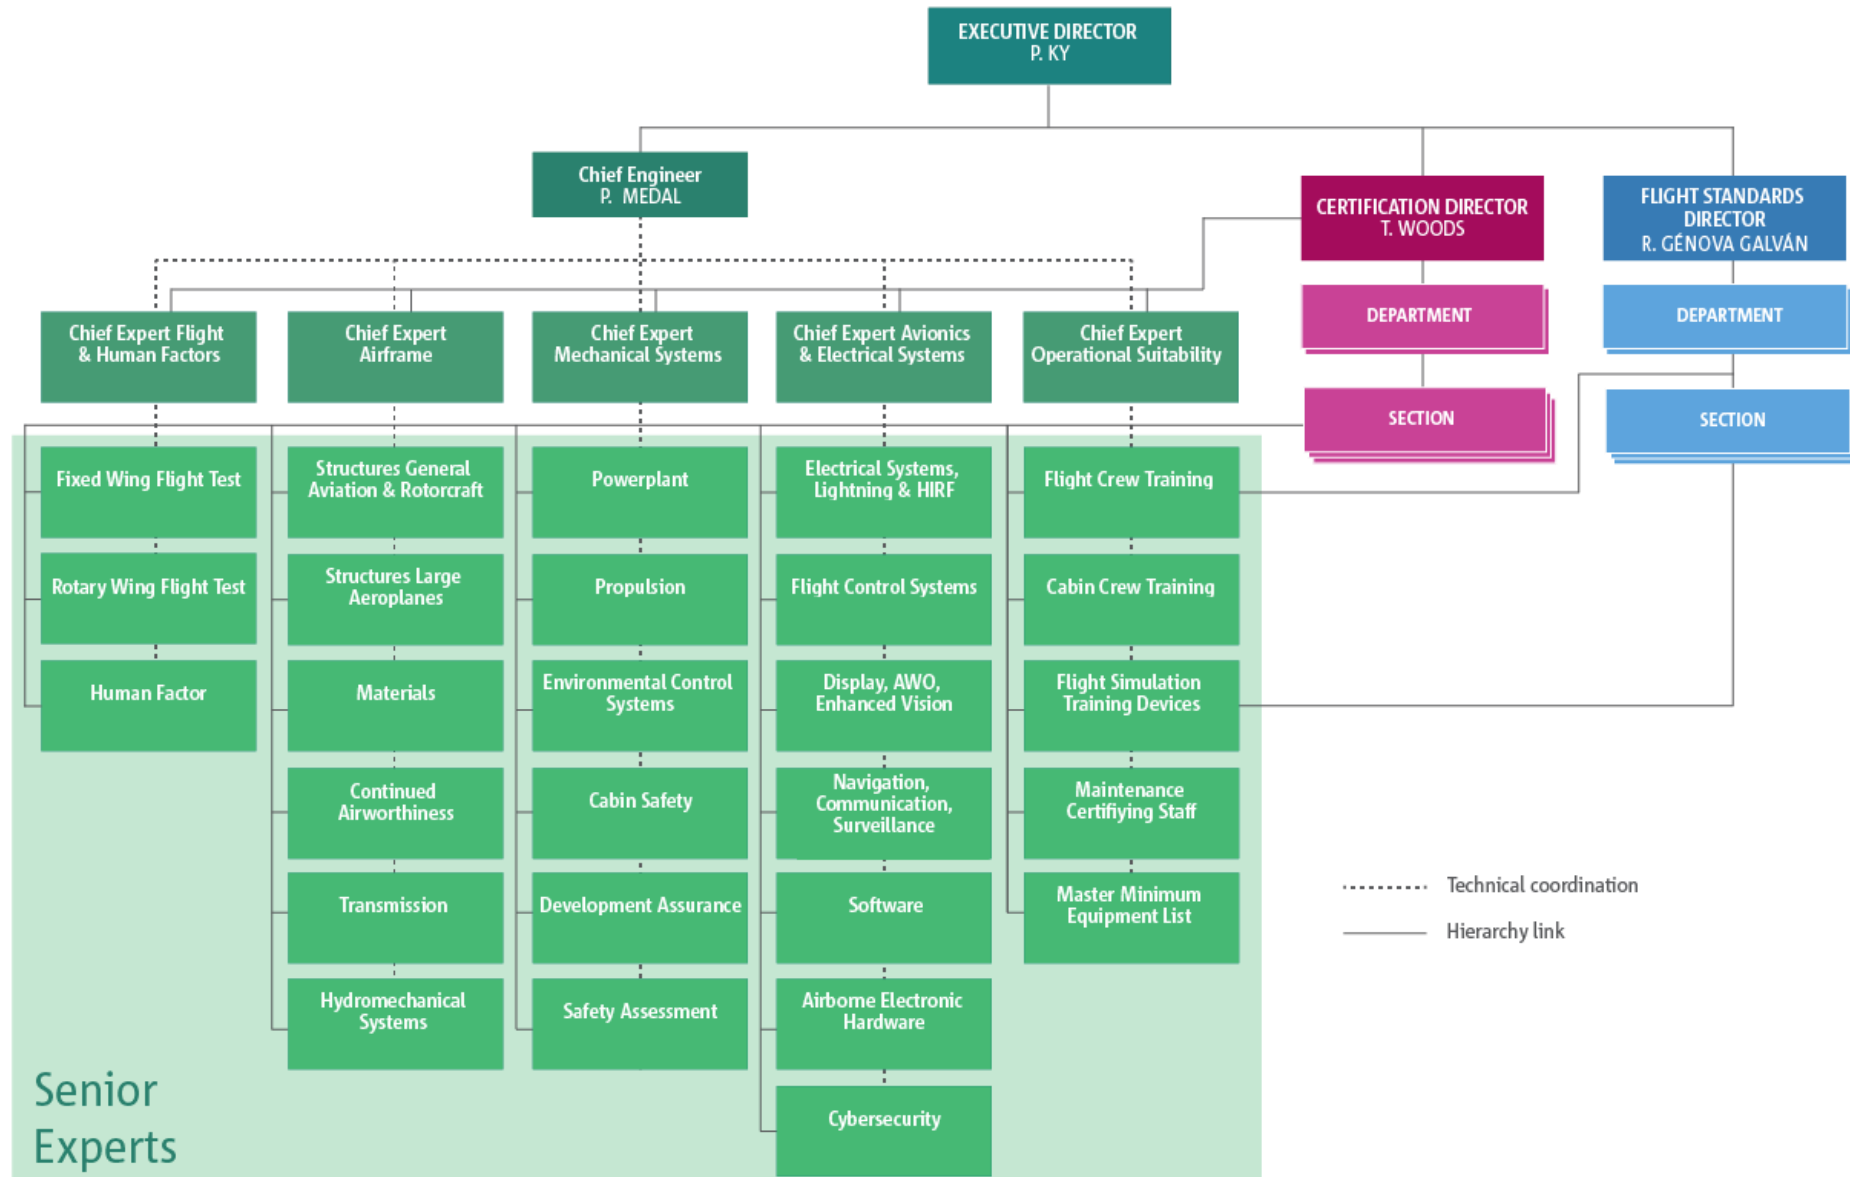 EXECUTIVE DIRECTOR
P. KY
Chief Engineer
P. MEDAL
CERTIFICATION DIRECTOR
T. WOODS
FLIGHT STANDARDS
DIRECTOR
R. GÉNOVA GALVÁN
Chief Expert Flight
& Human Factors
Chief Expert
Airframe
Chief Expert
Mechanical Systems
Chief Expert Avionics
& Electrical Systems
Chief Expert
Operational Suitability
DEPARTMENT
DEPARTMENT
SECTION
SECTION
Fixed Wing Flight Test
Rotary Wing Flight Test
Human Factor
Structures General
Aviation & Rotorcraft
Structures Large
Aeroplanes
Materials
Continued
Airworthiness
Transmission
Hydromechanical
Systems
Powerplant
Propulsion
Environmental Control
Systems
Cabin Safety
Development Assurance
Safety Assessment
Electrical Systems,
Lightning & HIRF
Flight Control Systems
Display, AWO,
Enhanced Vision
Navigation,
Communication,
Surveillance
Software
Airborne Electronic
Hardware
Cybersecurity
Flight Crew Training
Cabin Crew Training
Flight Simulation
Training Devices
Maintenance
Certifiying Staff
Master Minimum
Equipment List
Technical coordination
Hierarchy link
Senior
Experts